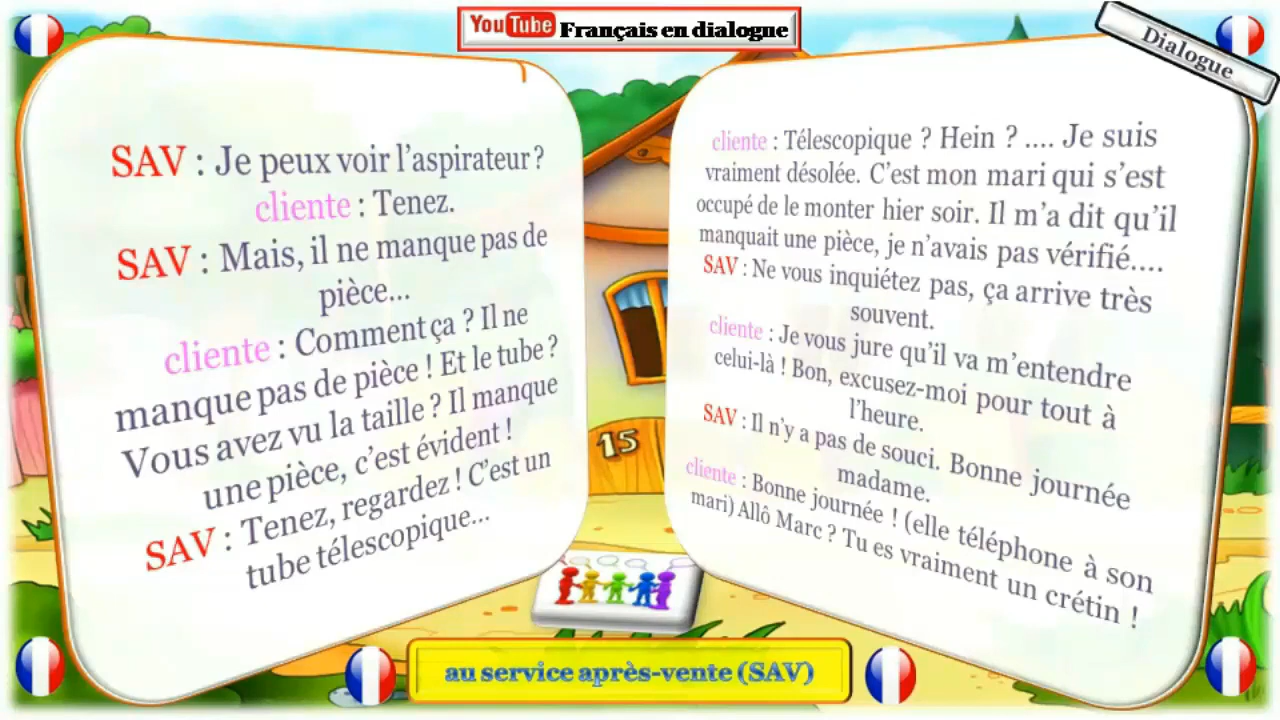 YouTube Français en dialogue
Dialogue
SAV : Je peux voir l'aspirateur ?
cliente : Tenez.
SAV : Mais, il ne manque pas de
pièce...
cliente : Comment ça ? Il ne
manque pas de pièce ! Et le tube ?
Vous avez vu la taille ? Il manque
une pièce, c'est évident !
SAV : Tenez, regardez ! C'est un
tube télescopique...
cliente : Télescopique ? Hein ? .... Je suis
vraiment désolée. C'est mon mari qui s'est
occupé de le monter hier soir. Il m'a dit qu'il
manquait une pièce, je n'avais pas vérifié....
SAV : Ne vous inquiétez pas, ça arrive très
souvent.
cliente : Je vous jure qu'il va m'entendre
celui-là ! Bon, excusez-moi pour tout à
l'heure.
SAV : Il n'y a pas de souci. Bonne journée
madame.
cliente : Bonne journée ! (elle téléphone à son
mari) Allô Marc ? Tu es vraiment un crétin !
15
au service après-vente (SAV)